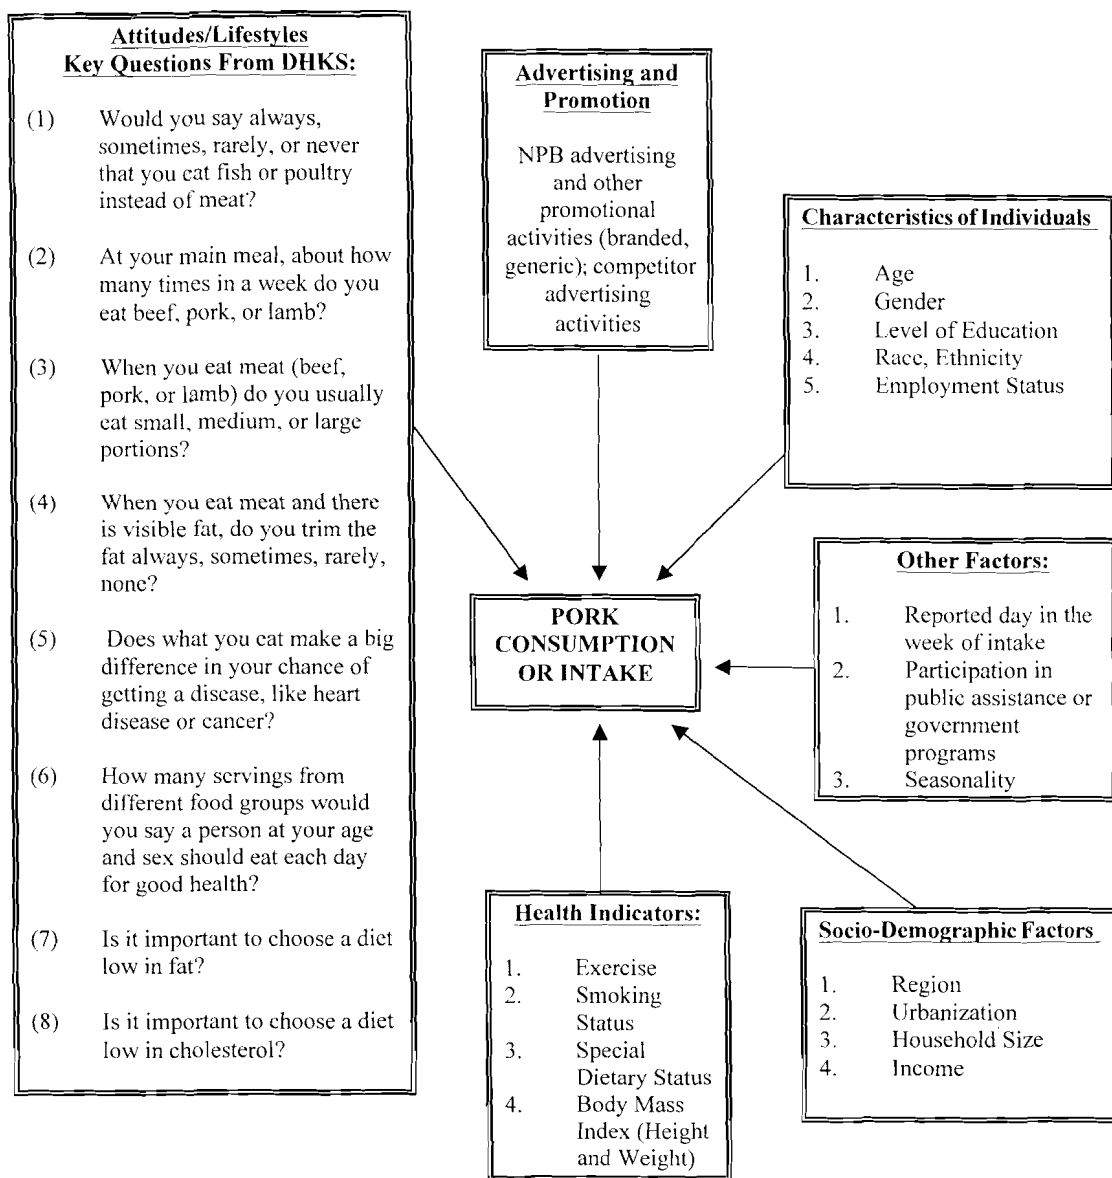 Attitudes/Lifestyles
Key Questions From DHKS:
(1) Would you say always,
sometimes, rarely, or never
that you eat fish or poultry
instead of meat?
(2) At your main meal, about how
many times in a week do you
eat beef, pork, or lamb?
(3) When you eat meat (beef,
pork, or lamb) do you usually
eat small, medium, or large
portions?
(4) When you eat meat and there
is visible fat, do you trim the
fat always, sometimes, rarely,
none?
(5) Does what you eat make a big
difference in your chance of
getting a disease, like heart
disease or cancer?
(6) How many servings from
different food groups would
you say a person at your age
and sex should eat each day
for good health?
(7) Is it important to choose a diet
low in fat?
(8) Is it important to choose a diet
low in cholesterol?
Advertising and
Promotion
NPB advertising
and other
promotional
activities (branded,
generic); competitor
advertising
activities
Characteristics of Individuals
1. Age
2. Gender
3. Level of Education
4. Race, Ethnicity
5. Employment Status
PORK
CONSUMPTION
OR INTAKE
Other Factors:
1. Reported day in the
week of intake
2. Participation in
public assistance or
government
programs
3. Seasonality
Health Indicators:
1. Exercise
2. Smoking
Status
3. Special
Dietary Status
4. Body Mass
Index (Height
and Weight)
Socio-Demographic Factors
1. Region
2. Urbanization
3. Household Size
4. Income